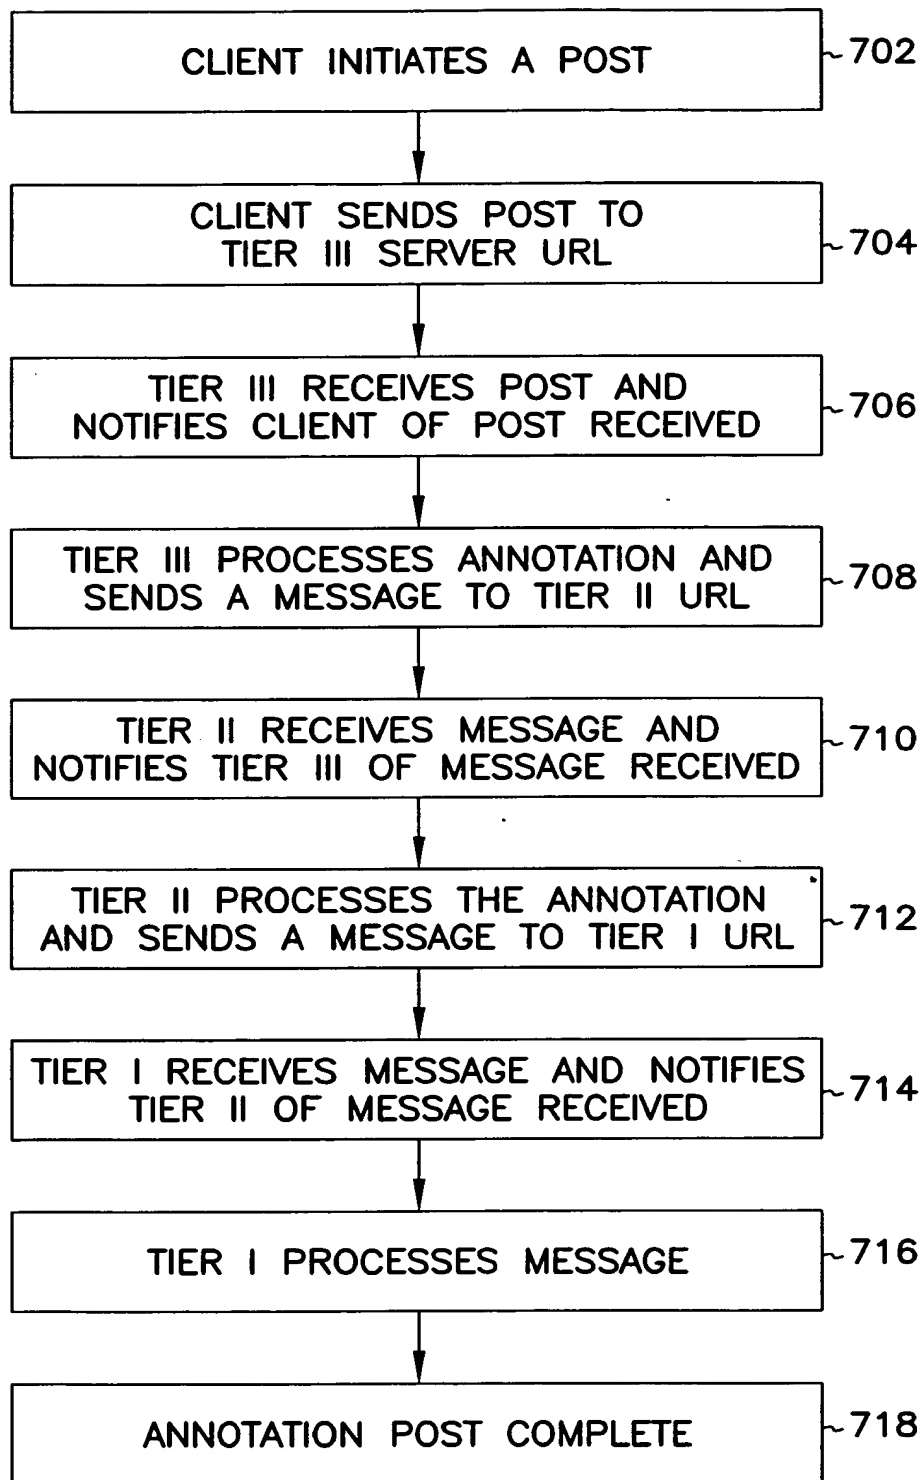 CLIENT INITIATES A POST
702
CLIENT SENDS POST TO
TIER III SERVER URL
704
TIER III RECEIVES POST AND
NOTIFIES CLIENT OF POST RECEIVED
706
TIER III PROCESSES ANNOTATION AND
SENDS A MESSAGE TO TIER II URL
708
TIER II RECEIVES MESSAGE AND
NOTIFIES TIER III OF MESSAGE RECEIVED
710
TIER II PROCESSES THE ANNOTATION
AND SENDS A MESSAGE TO TIER I URL
712
TIER I RECEIVES MESSAGE AND NOTIFIES
TIER II OF MESSAGE RECEIVED
714
TIER I PROCESSES MESSAGE
716
ANNOTATION POST COMPLETE
718